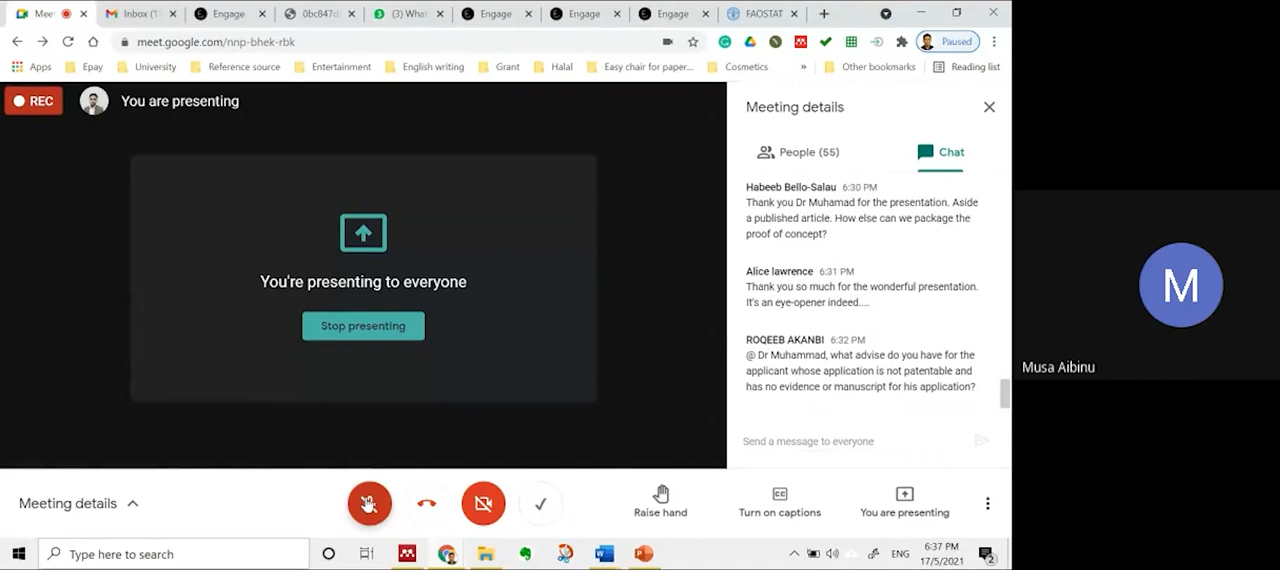 Mee
Inbox (1
Engage
0bc847d
(3) What
Engage
Engage
Engage
FAOSTAT
meet.google.com/nnp-bhek-rbk
Paused
Apps
Epay
University
Reference source
Entertainment
English writing
Grant
Halal
Easy chair for paper...
Cosmetics
»
Other bookmarks
Reading list
REC
You are presenting
Meeting details
People (55)
Chat
Habeeb Bello-Salau 6:30 PM
Thank you Dr Muhamad for the presentation. Aside
a published article. How else can we package the
proof of concept?
Alice lawrence 6:31 PM
Thank you so much for the wonderful presentation.
It's an eye-opener indeed....
ROQEEB AKANBI 6:32 PM
@ Dr Muhammad, what advise do you have for the
applicant whose application is not patentable and
has no evidence or manuscript for his application?
You're presenting to everyone
Stop presenting
M
Musa Aibinu
Send a message to everyone
Meeting details
Raise hand
Turn on captions
You are presenting
Type here to search
ENG
6:37 PM
17/5/2021
2